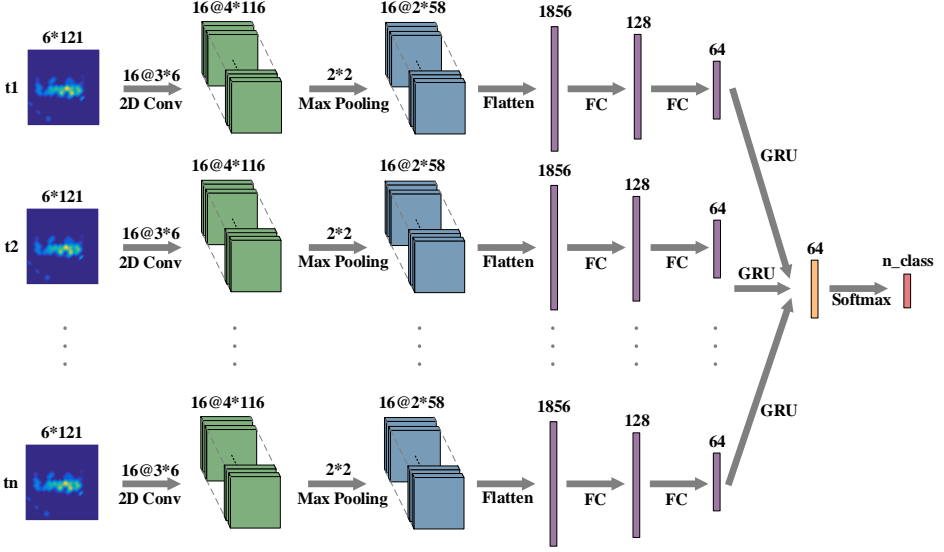 16@4*116
16@2*58
1856
128
64
6*121
t1
16@3*6
2D Conv
2*2
Max Pooling
Flatten
FC
FC
GRU
16@4*116
16@2*58
1856
128
64
6*121
t2
16@3*6
2D Conv
2*2
Max Pooling
Flatten
FC
FC
GRU
64
n_class
Softmax
16@4*116
16@2*58
1856
128
64
6*121
tn
16@3*6
2D Conv
2*2
Max Pooling
Flatten
FC
FC
GRU